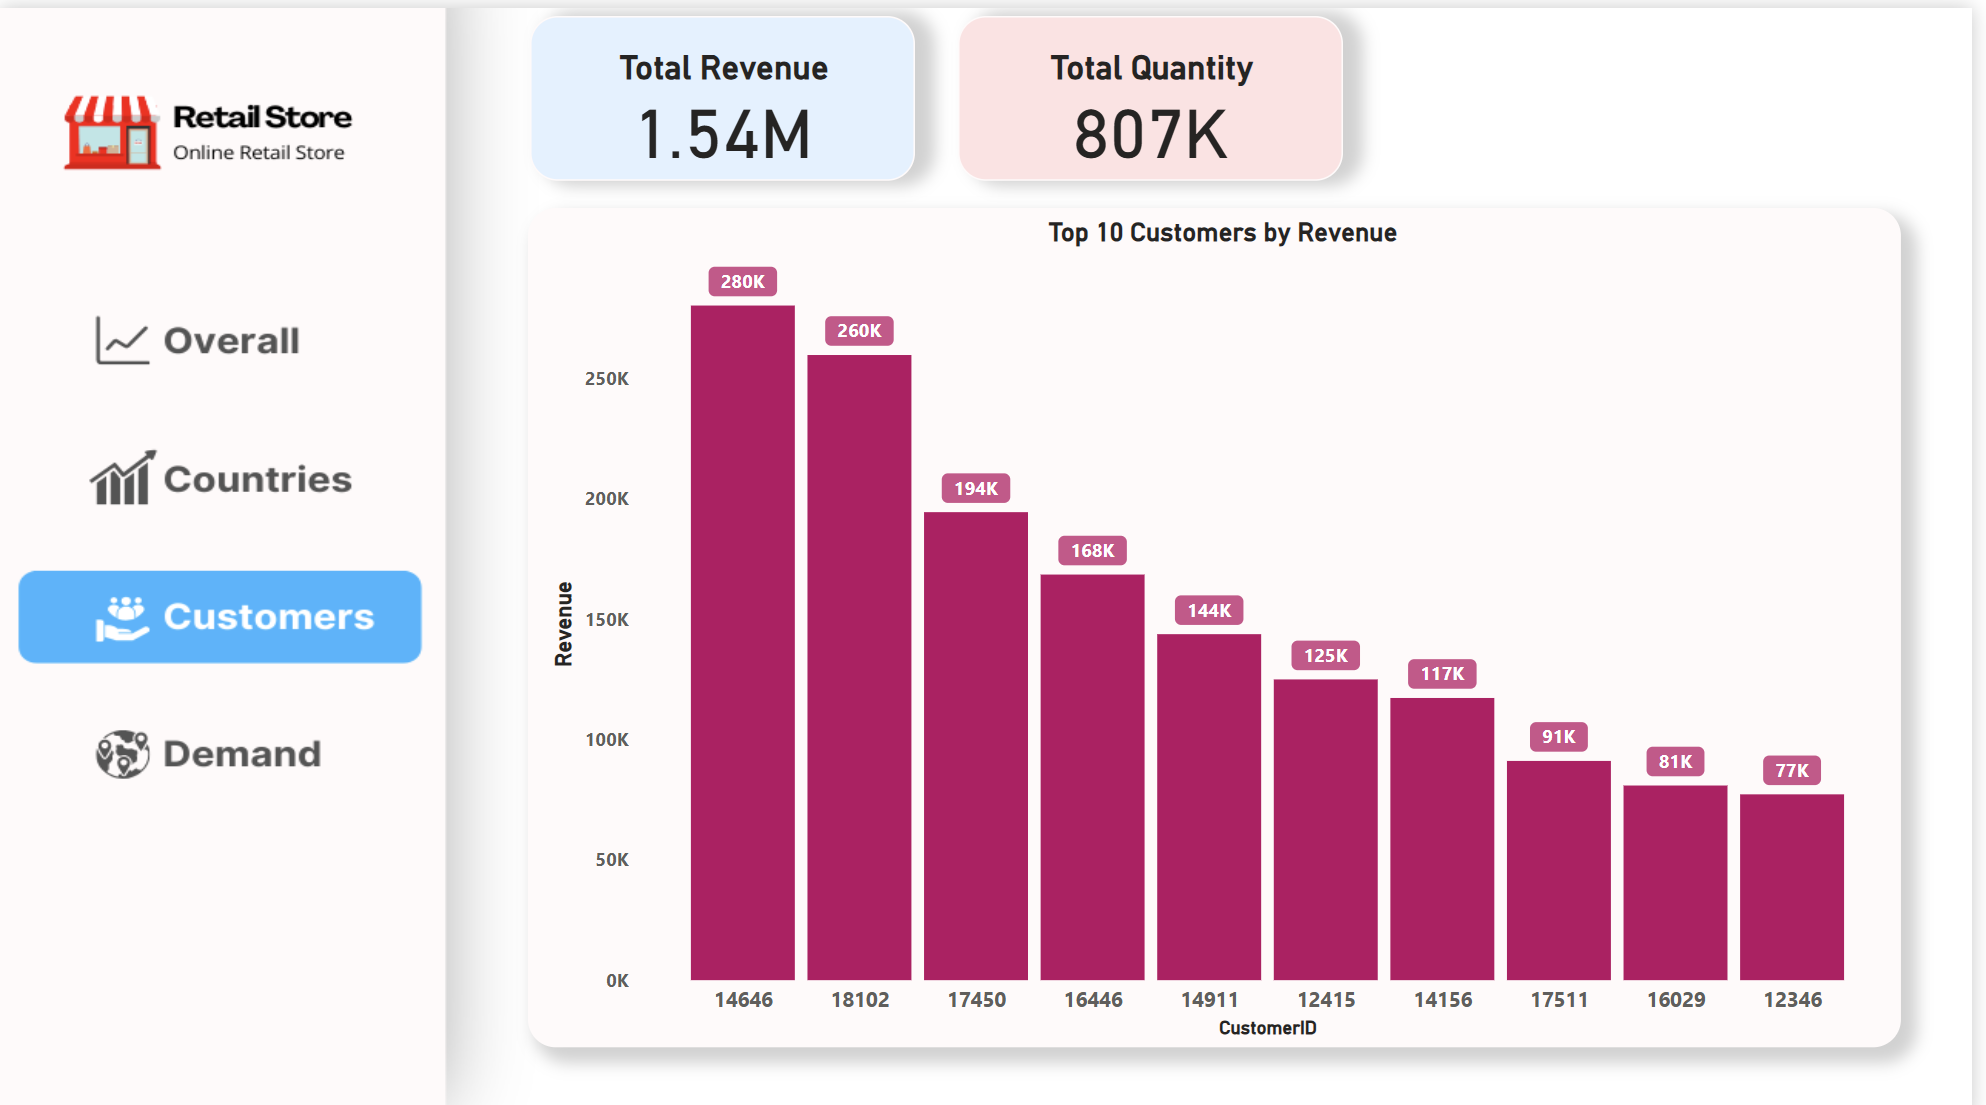 Retail Store
Online Retail Store
Overall
Countries
Customers
Demand
Total Revenue
1.54M
Total Quantity
807K
Top 10 Customers by Revenue
280K
260K
194K
168K
144K
125K
117K
91K
81K
77K
Revenue
250K
200K
150K
100K
50K
0K
14646 18102 17450 16446 14911 12415 14156 17511 16029 12346
CustomerID